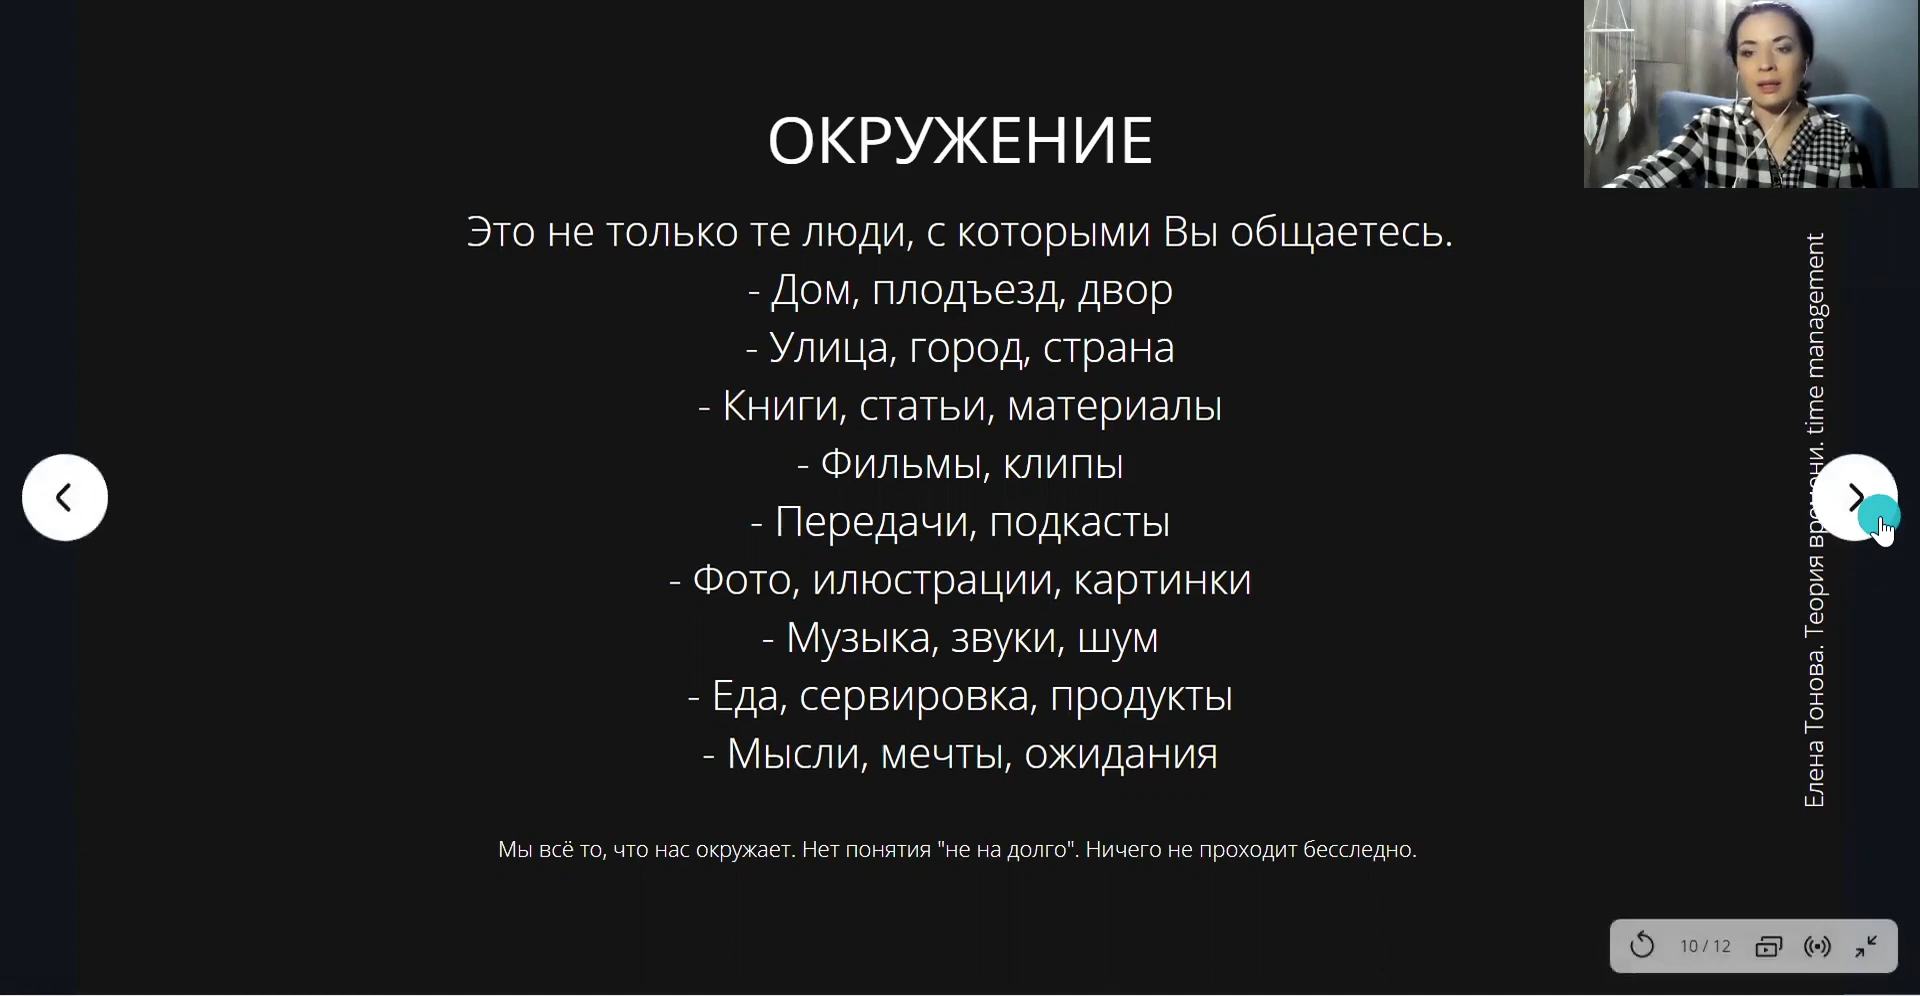 ОКРУЖЕНИЕ
Это не только те люди, с которыми Вы общаетесь.
- Дом, плодъезд, двор
- Улица, город, страна
- Книги, статьи, материалы
- Фильмы, клипы
- Передачи, подкасты
- Фото, илюстрации, картинки
- Музыка, звуки, шум
- Еда, сервировка, продукты
- Мысли, мечты, ожидания
Мы всё то, что нас окружает. Нет понятия "не на долго". Ничего не проходит бесследно.
Елена Тонова. Теория времени. time management
10 / 12